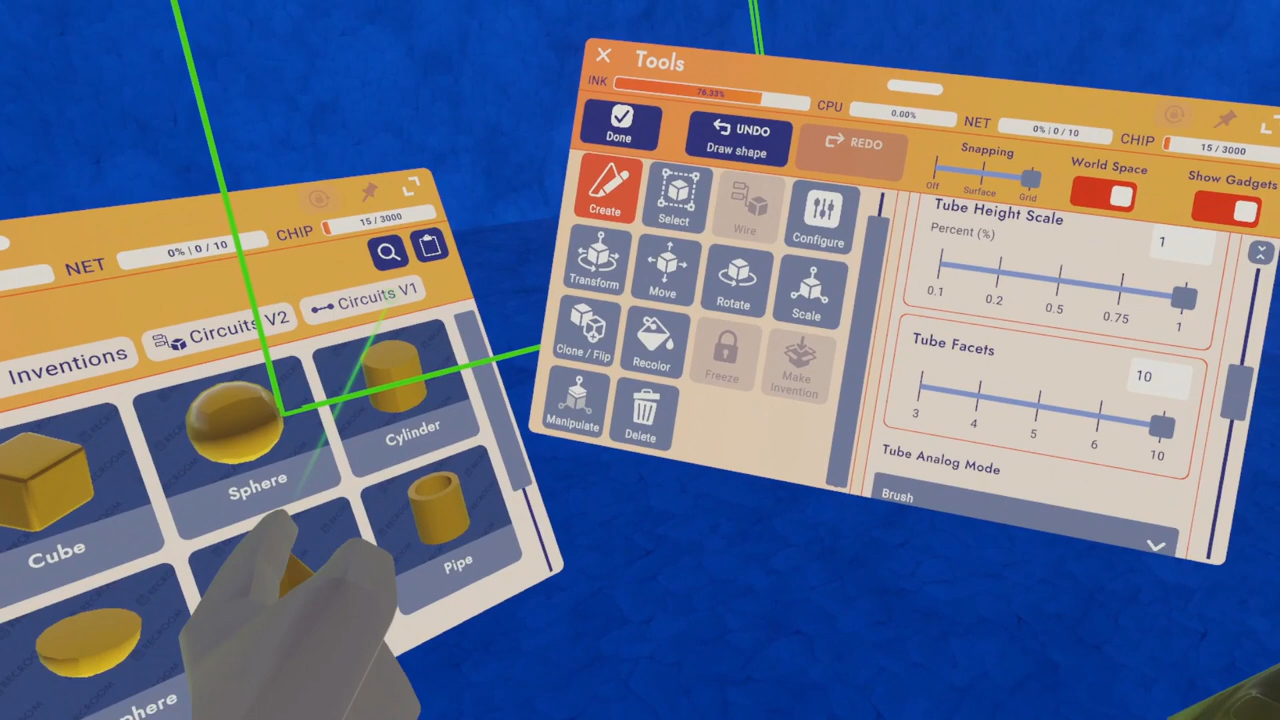 NET
0% | 0 / 10
CHIP
15 / 3000
Inventions
Circuits V2
Circuits V1
Cube
Sphere
Cylinder
Pipe
phere
Tools
INK
76.33%
CPU
0.00%
NET
0% | 0 / 10
CHIP
15 / 3000
Done
UNDO
Draw shape
REDO
Snapping
Off
Surface
Grid
World Space
Show Gadgets
Create
Select
Wire
Configure
Transform
Move
Rotate
Scale
Clone / Flip
Recolor
Freeze
Make
Invention
Manipulate
Delete
Tube Height Scale
Percent (%)
1
0.1
0.2
0.5
0.75
1
Tube Facets
10
3
4
5
6
10
Tube Analog Mode
Brush